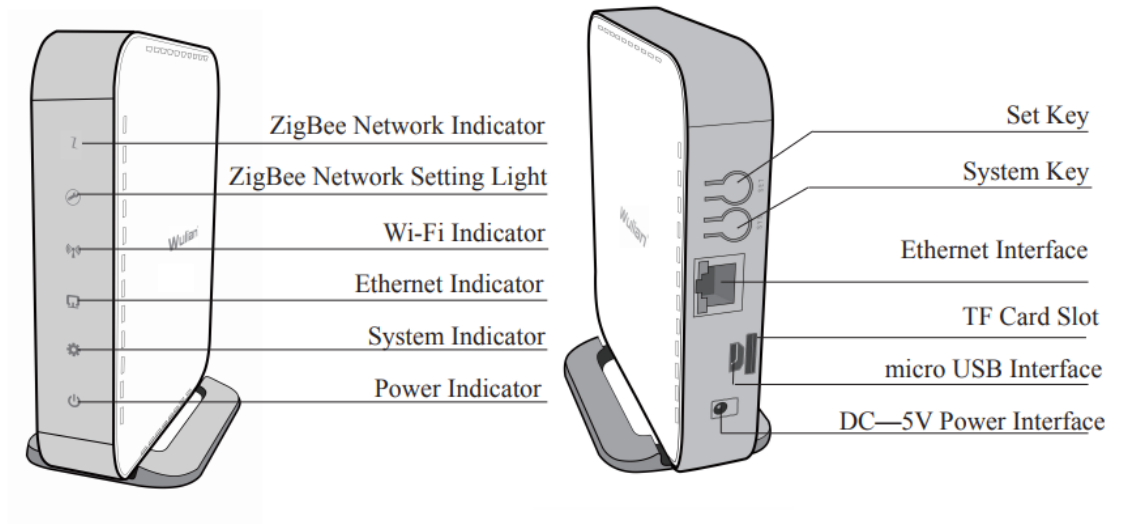 ZigBee Network Indicator
ZigBee Network Setting Light
Wi-Fi Indicator
Ethernet Indicator
System Indicator
Power Indicator
Wulian
Set Key
System Key
Ethernet Interface
TF Card Slot
micro USB Interface
DC—5V Power Interface
Wulian
SET